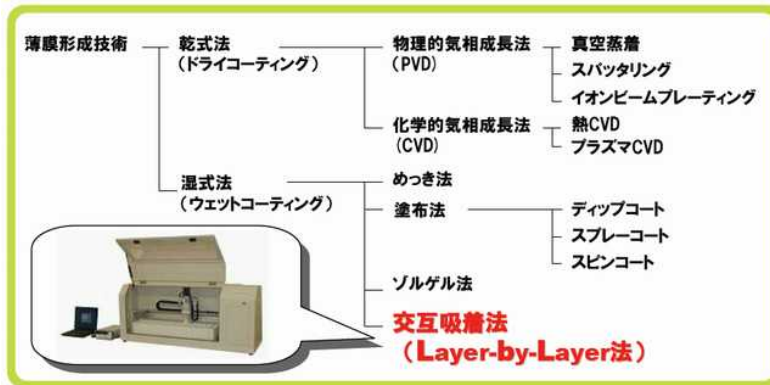 薄膜形成技術
乾式法
(ドライコーティング)
物理的気相成長法
(PVD)
真空蒸着
スパッタリング
イオンビームプレーティング
化学的気相成長法
(CVD)
熱CVD
プラズマCVD
湿式法
(ウェットコーティング)
めっき法
塗布法
ディップコート
スプレーコート
スピンコート
ゾルゲル法
交互吸着法
(Layer-by-Layer法)